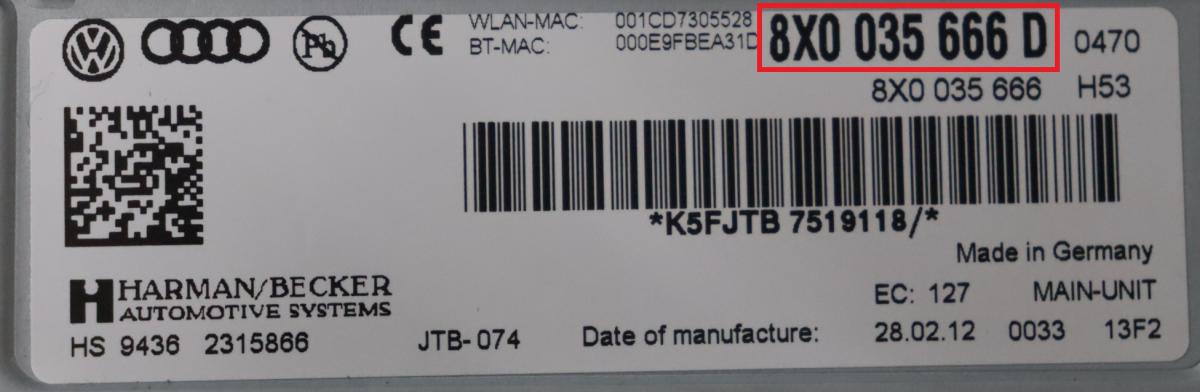 WLAN-MAC: 001CD7305528 8X0 035 666 D 0470
BT-MAC: 000E9FBEA31D
8X0 035 666 H53
*K5FJTB 7519118/*
Made in Germany
HARMAN/BECKER
AUTOMOTIVE SYSTEMS
EC: 127 MAIN-UNIT
HS 9436 2315866 JTB-074 Date of manufacture: 28.02.12 0033 13F2